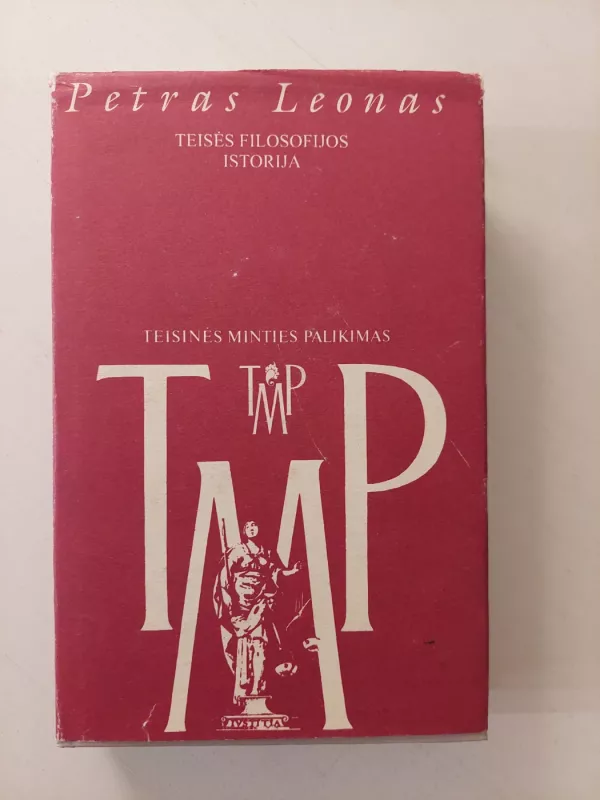 Petras Leonas
TEISĖS FILOSOFIJOS
ISTORIJA
TEISINĖS MINTIES PALIKIMAS
TMP
TMP
IVSTITIA